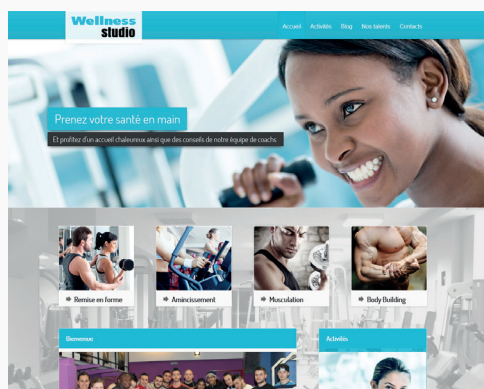 Wellness
studio
Accueil Activités Blog Nos talents Contacts
Prenez votre santé en main
Et profitez d'un accueil chaleureux ainsi que des conseils de notre équipe de coachs
Remise en forme
Amincissement
Musculation
Body Building
Bienvenue
Activités